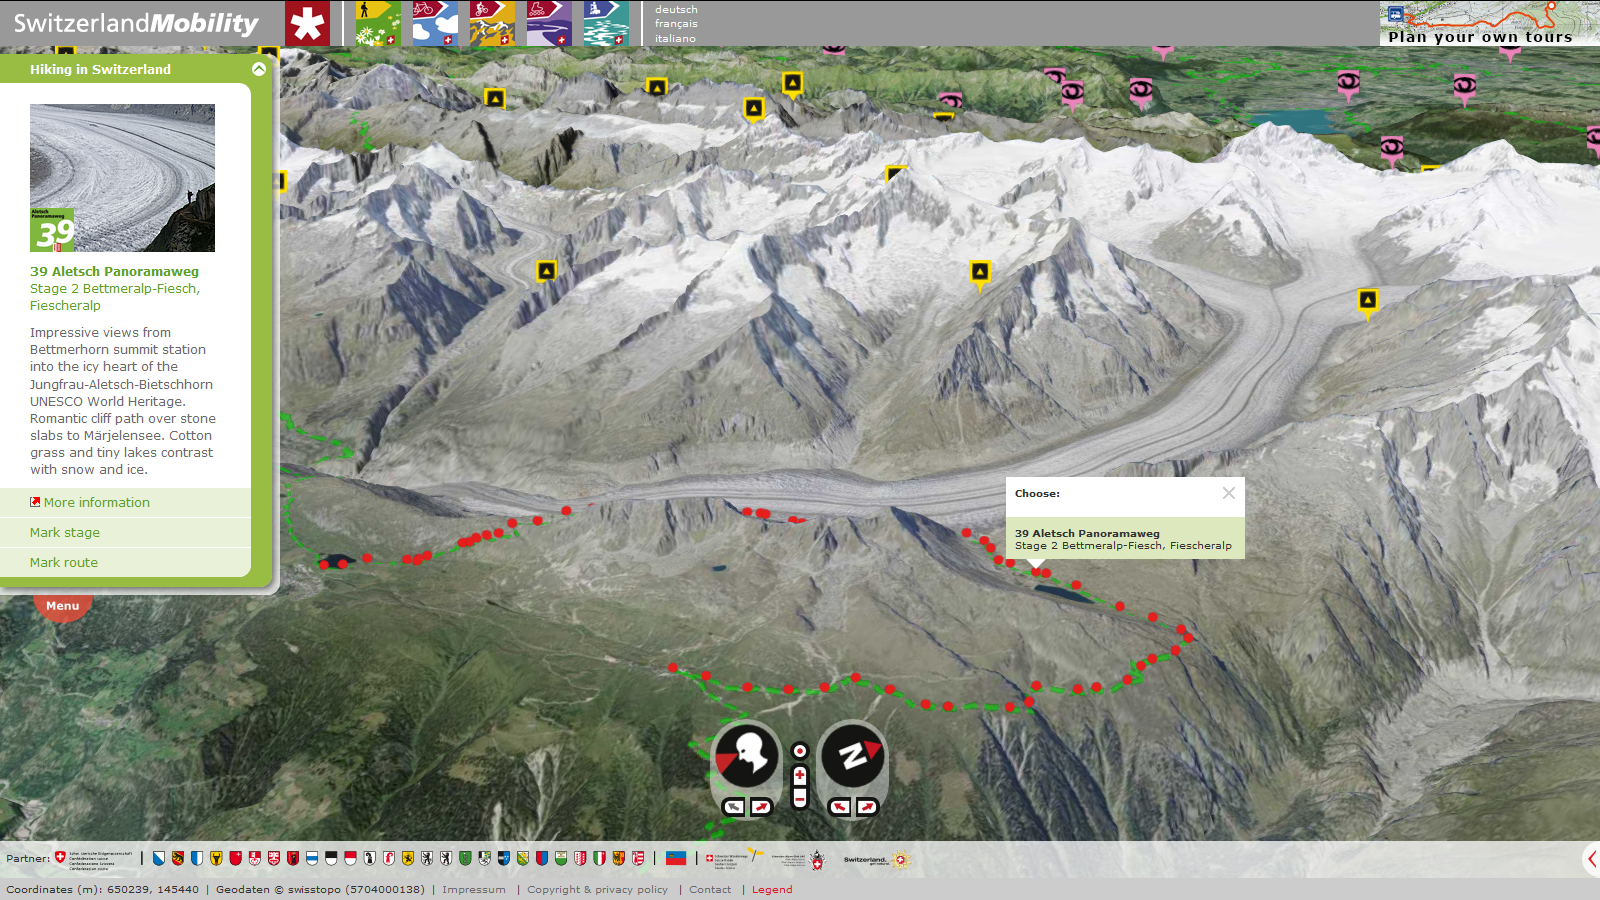 SwitzerlandMobility
deutsch
français
italiano
Plan your own tours
Hiking in Switzerland
Aletsch
Panoramaweg
39
39 Aletsch Panoramaweg
Stage 2 Bettmeralp-Fiesch,
Fiescheralp
Impressive views from
Bettmerhorn summit station
into the icy heart of the
Jungfrau-Aletsch-Bietschhorn
UNESCO World Heritage.
Romantic cliff path over stone
slabs to Märjelensee. Cotton
grass and tiny lakes contrast
with snow and ice.
More information
Mark stage
Mark route
Menu
Choose:
39 Aletsch Panoramaweg
Stage 2 Bettmeralp-Fiesch, Fiescheralp
N
Partner:
Switzerland.
Coordinates (m): 650239, 145440 | Geodaten © swisstopo (5704000138) | Impressum | Copyright & privacy policy | Contact | Legend